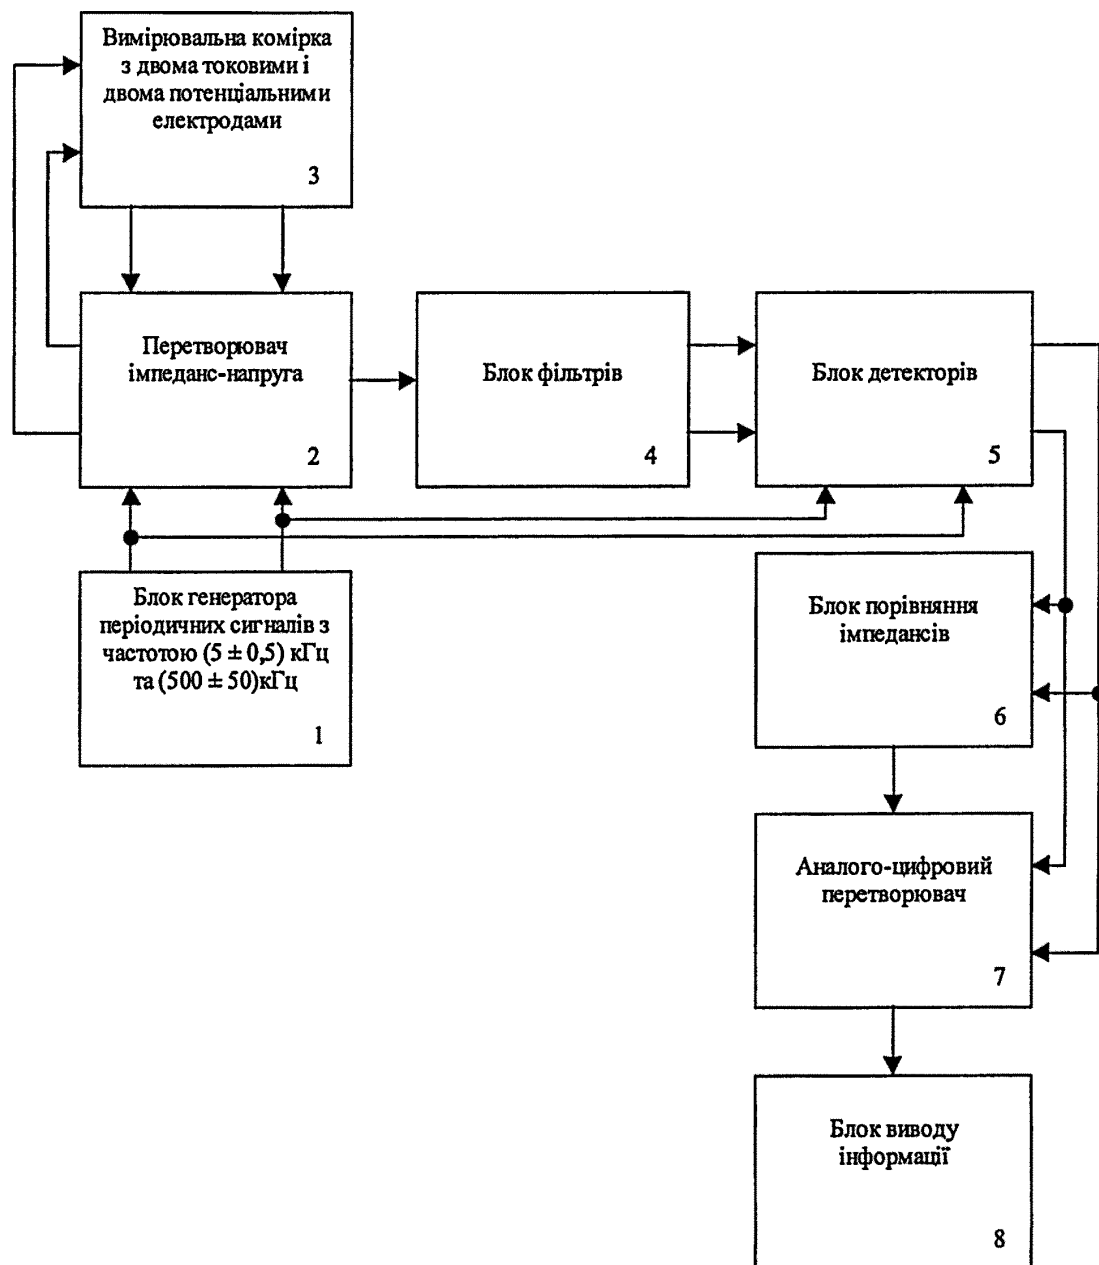 Вимірювальна комірка
з двома токовими і
двома потенціальними
електродами
3
Перетворювач
імпеданс-напруга
2
Блок фільтрів
4
Блок детекторів
5
Блок генератора
періодичних сигналів з
частотою (5 ± 0,5) кГц
та (500 ± 50)кГц
1
Блок порівняння
імпедансів
6
Аналого-цифровий
перетворювач
7
Блок виводу
інформації
8